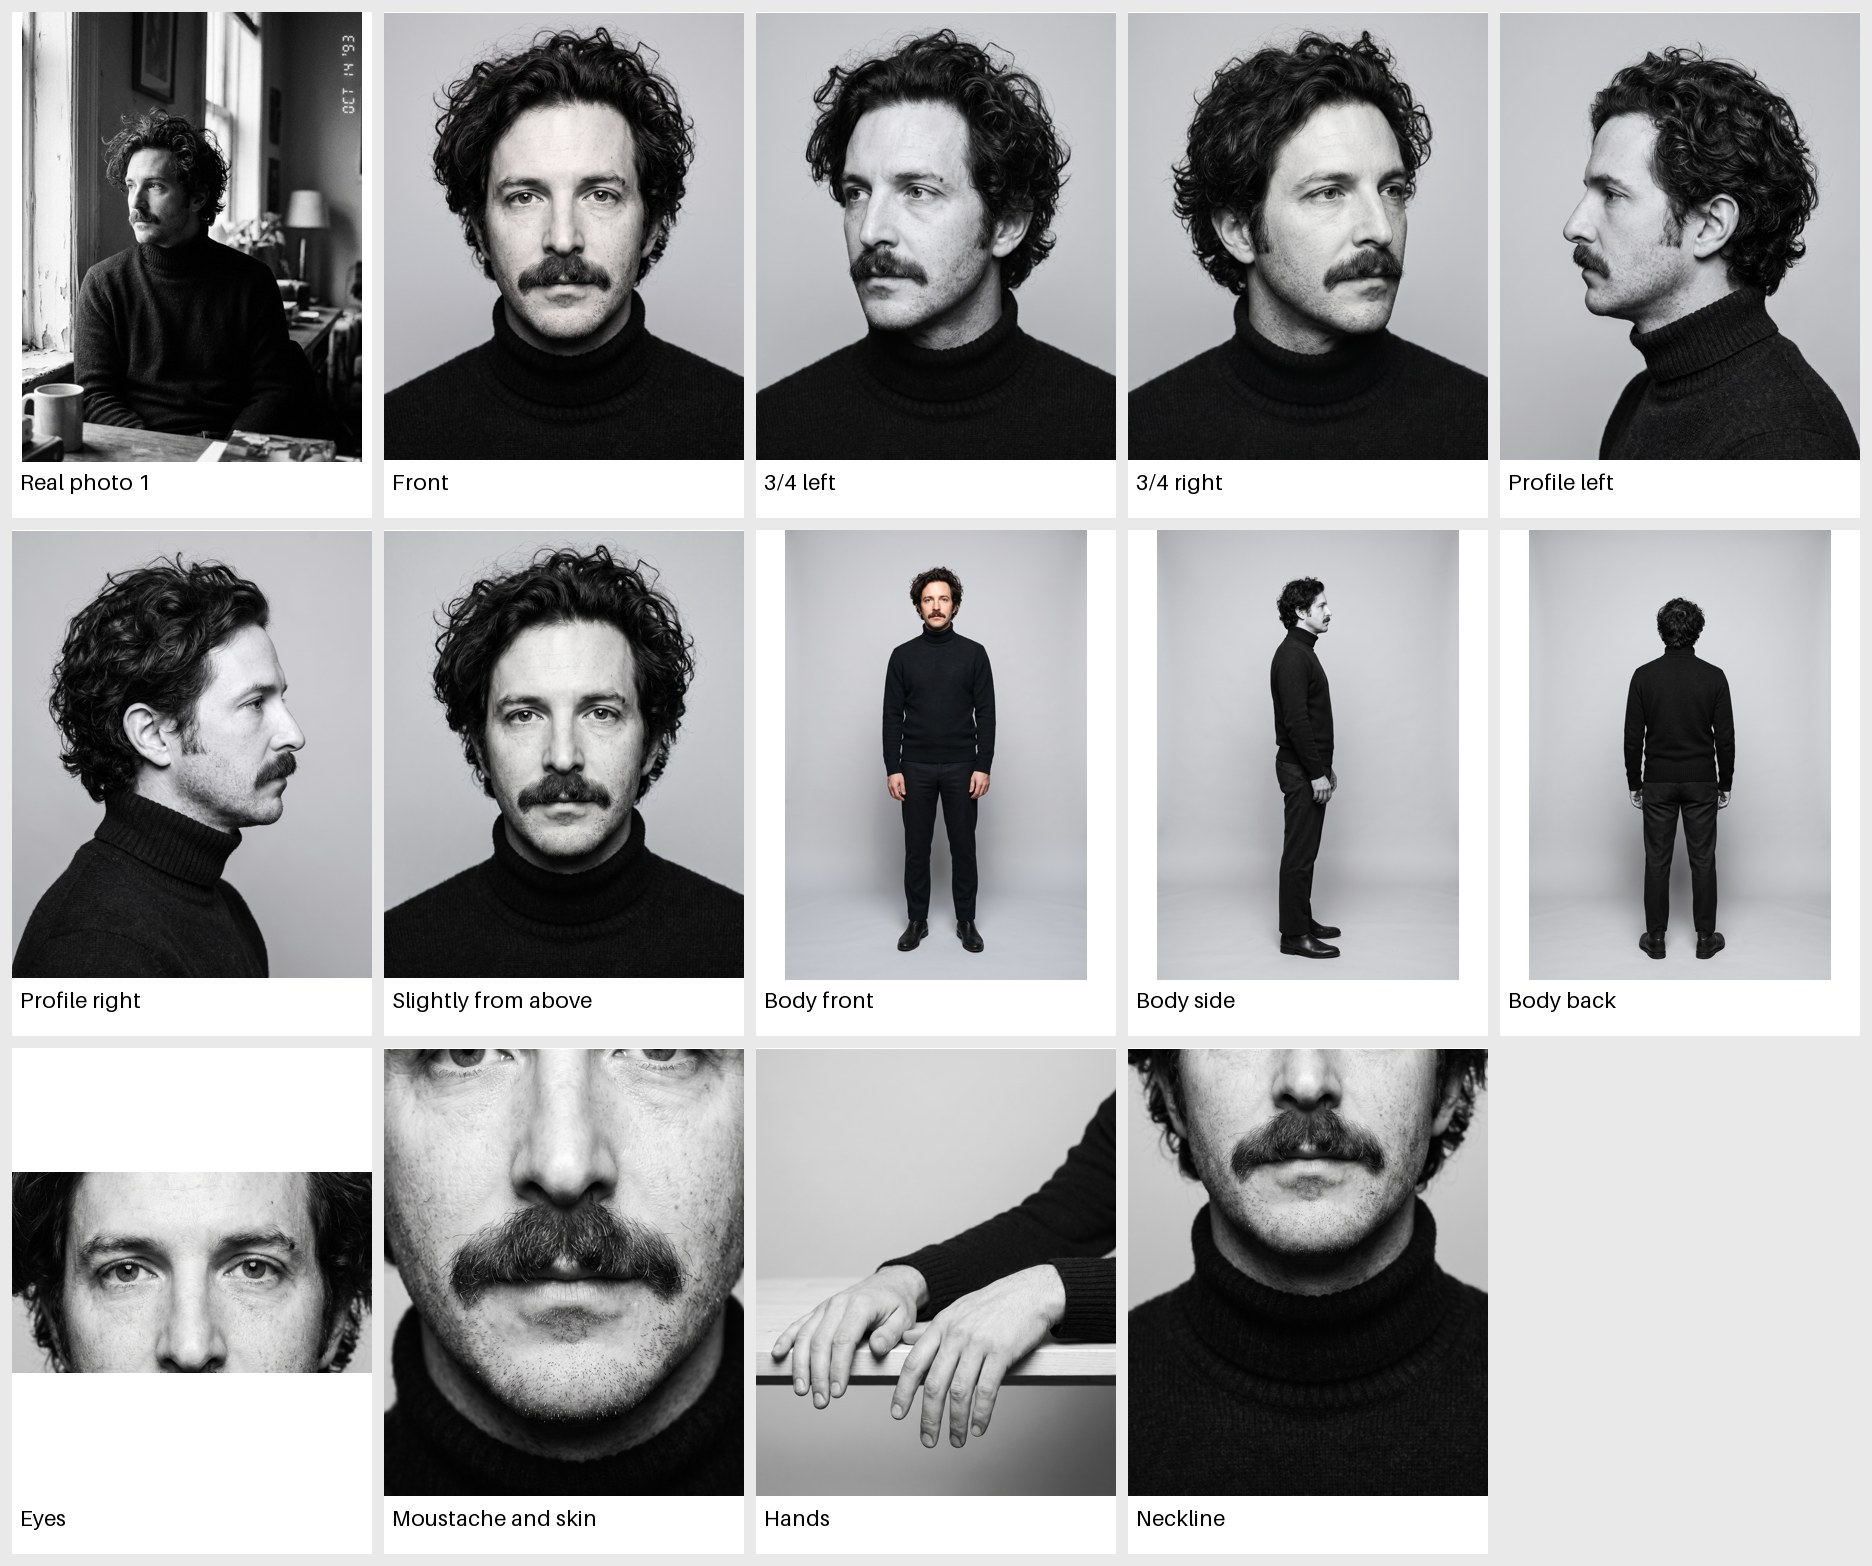 OCT 14 '93
Real photo 1
Front
3/4 left
3/4 right
Profile left
Profile right
Slightly from above
Body front
Body side
Body back
Eyes
Moustache and skin
Hands
Neckline